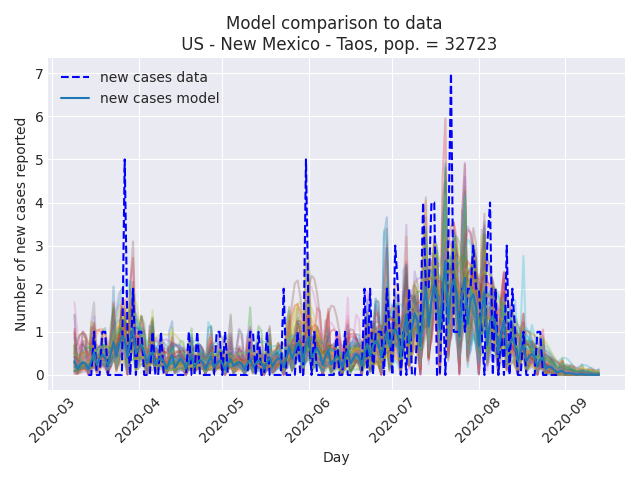 Model comparison to data
US - New Mexico - Taos, pop. = 32723
new cases data
new cases model
Number of new cases reported
7
6
5
4
3
2
1
0
2020-03
2020-04
2020-05
2020-06
2020-07
2020-08
2020-09
Day